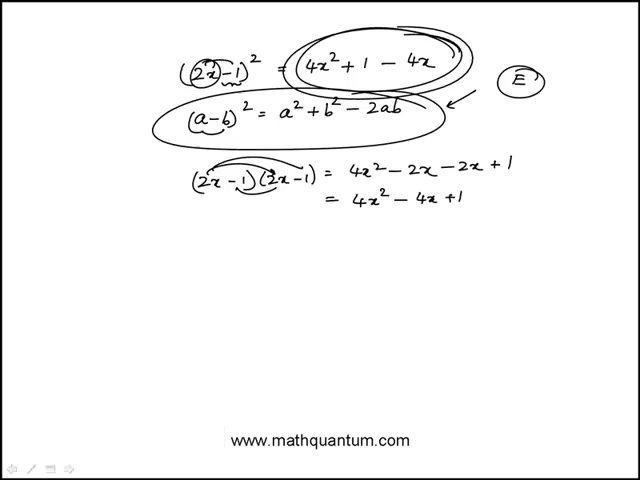 (2x-1)² = 4x² + 1 - 4x
E
(a-b)² = a² + b² - 2ab
(2x-1)(2x-1) = 4x² - 2x - 2x + 1
= 4x² - 4x + 1
www.mathquantum.com